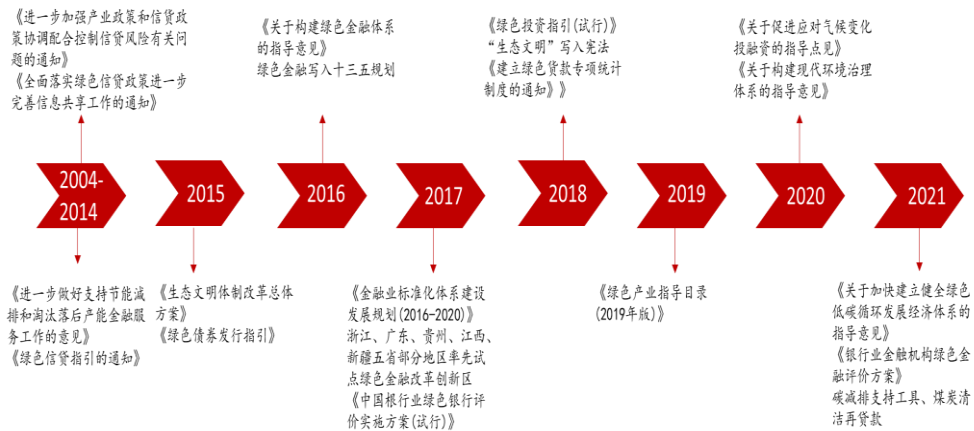 《进一步加强产业政策和信贷政
策协调配合控制信贷风险有关问
题的通知》
《全面落实绿色信贷政策进一步
完善信息共享工作的通知》
《关于构建绿色金融体系
的指导意见》
绿色金融写入十三五规划
《绿色投资指引(试行)》
“生态文明”写入宪法
《建立绿色贷款专项统计
制度的通知》》
《关于促进应对气候变化
投融资的指导点见》
《关于构建现代环境治理
体系的指导意见》
2004-
2014
2015
2016
2017
2018
2019
2020
2021
《进一步做好支持节能减
排和淘汰落后产能金融服
务工作的意见》
《绿色信贷指引的通知》
《生态文明体制改革总体
方案》
《绿色债券发行指引》
《金融业标准化体系建设
发展规划(2016-2020)》
浙江、广东、贵州、江西、
新疆五省部分地区率先试
点绿色金融改革创新区
《中国根行业绿色银行评
价实施方案(试行)》
《绿色产业指导目录
(2019年版)》
《关于加快建立健全绿色
低碳循环发展经济体系的
指导意见》
《银行业金融机构绿色金
融评价方案》
碳减排支持工具、煤炭清
洁再贷款